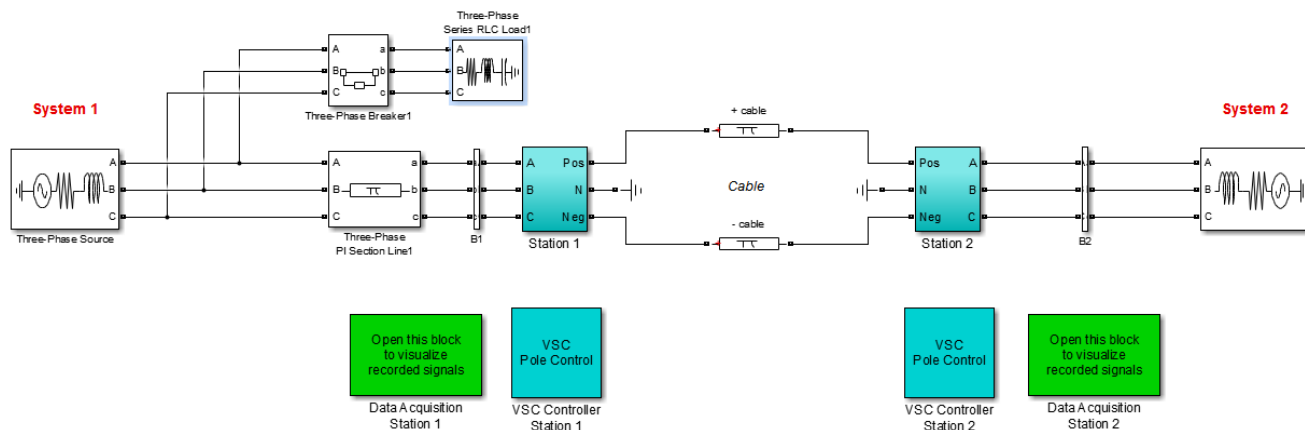 Three-Phase
Series RLC Load1
A
a
A
B
b
B
C
c
C
Three-Phase Breaker1
System 1
+ cable
System 2
A
B
C
Three-Phase Source
A
a
B
b
C
c
Three-Phase
PI Section Line1
B1
A
Pos
B
N
C
Neg
Station 1
Cable
- cable
Pos
A
N
B
Neg
C
Station 2
B2
A
B
C
Open this block
to visualize
recorded signals
Data Acquisition
Station 1
VSC
Pole Control
VSC Controller
Station 1
VSC
Pole Control
VSC Controller
Station 2
Open this block
to visualize
recorded signals
Data Acquisition
Station 2